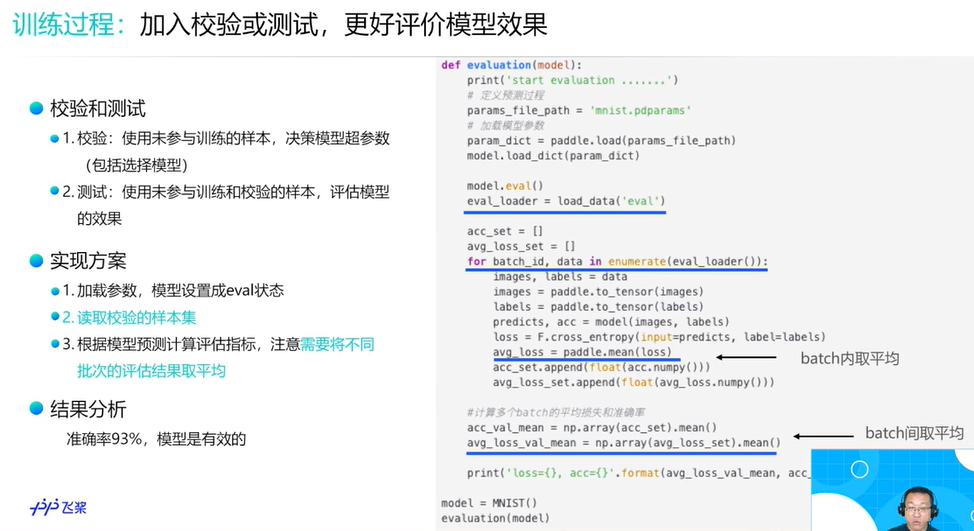 训练过程：加入校验或测试，更好评价模型效果
校验和测试
1. 校验：使用未参与训练的样本，决策模型超参数
（包括选择模型）
2. 测试：使用未参与训练和校验的样本，评估模型
的效果
实现方案
1. 加载参数，模型设置成eval状态
2. 读取校验的样本集
3. 根据模型预测计算评估指标，注意需要将不同
批次的评估结果取平均
结果分析
准确率93%，模型是有效的
飞桨
def evaluation(model):
print('start evaluation .......')
# 定义预测过程
params_file_path = 'mnist.pdparams'
# 加载模型参数
param_dict = paddle.load(params_file_path)
model.load_dict(param_dict)
model.eval()
eval_loader = load_data('eval')
acc_set = []
avg_loss_set = []
for batch_id, data in enumerate(eval_loader()):
images, labels = data
images = paddle.to_tensor(images)
labels = paddle.to_tensor(labels)
predicts, acc = model(images, labels)
loss = F.cross_entropy(input=predicts, label=labels)
avg_loss = paddle.mean(loss)
batch内取平均
acc_set.append(float(acc.numpy()))
avg_loss_set.append(float(avg_loss.numpy()))
#计算多个batch的平均损失和准确率
acc_val_mean = np.array(acc_set).mean()
avg_loss_val_mean = np.array(avg_loss_set).mean()
batch间取平均
print('loss={}, acc={}'.format(avg_loss_val_mean, acc_
model = MNIST()
evaluation(model)